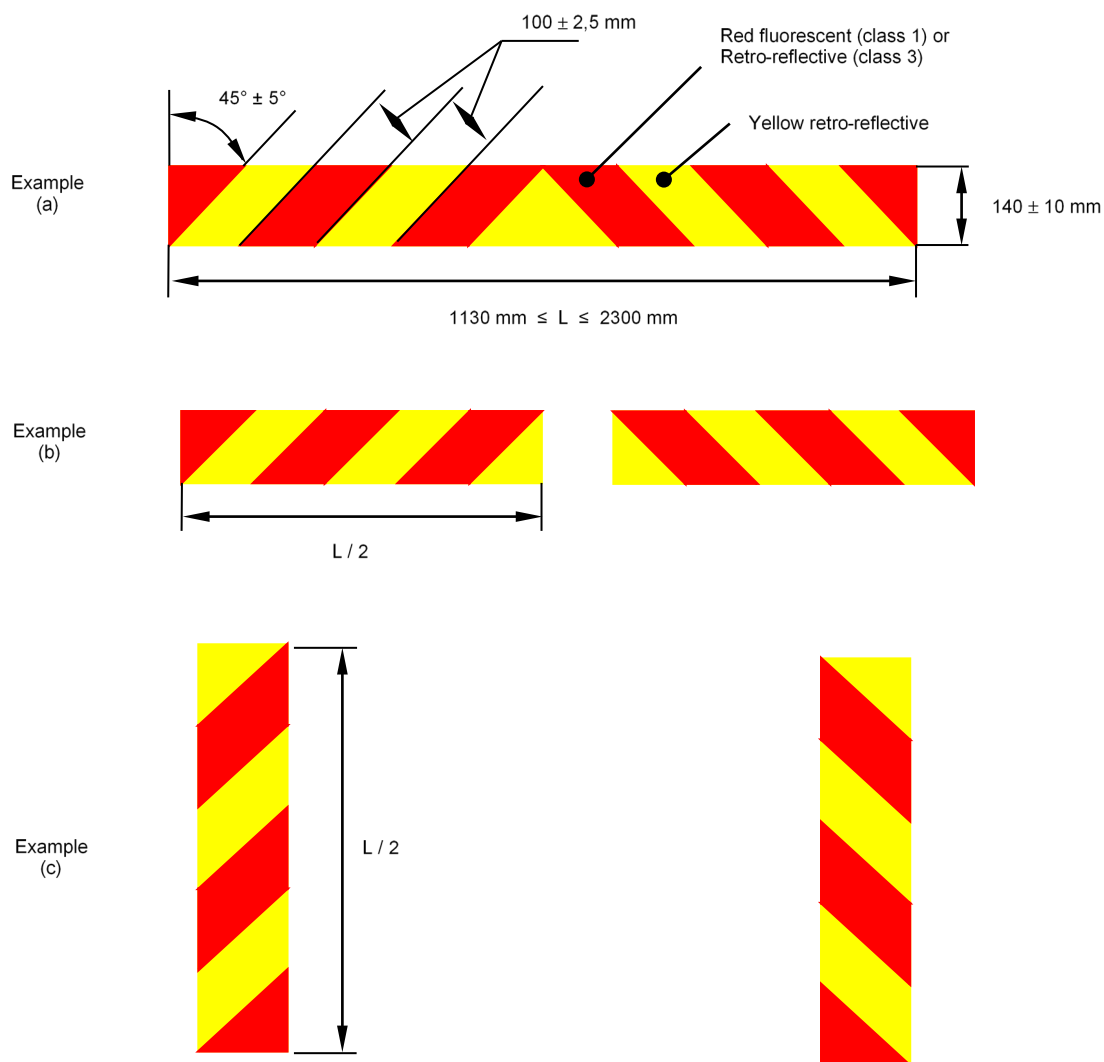 100 ± 2,5 mm
Red fluorescent (class 1) or
Retro-reflective (class 3)
45° ± 5°
Yellow retro-reflective
Example
(a)
140 ± 10 mm
1130 mm ≤ L ≤ 2300 mm
Example
(b)
L / 2
Example
(c)
L / 2